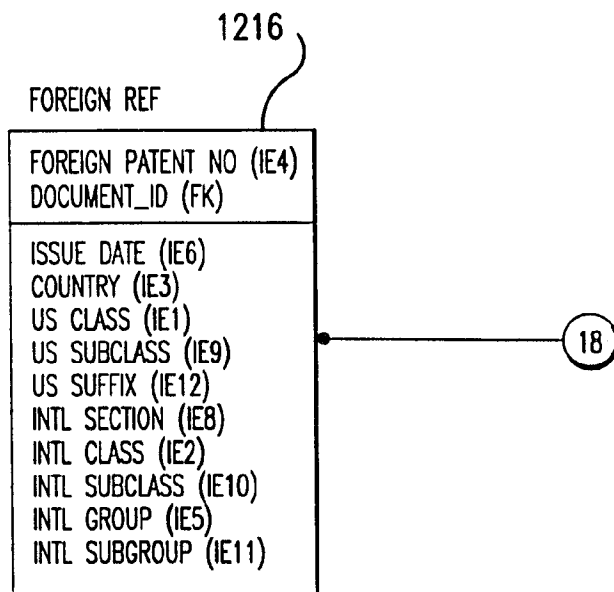 1216
FOREIGN REF
FOREIGN PATENT NO (IE4)
DOCUMENT_ID (FK)
ISSUE DATE (IE6)
COUNTRY (IE3)
US CLASS (IE1)
US SUBCLASS (IE9)
US SUFFIX (IE12)
INTL SECTION (IE8)
INTL CLASS (IE2)
INTL SUBCLASS (IE10)
INTL GROUP (IE5)
INTL SUBGROUP (IE11)
18